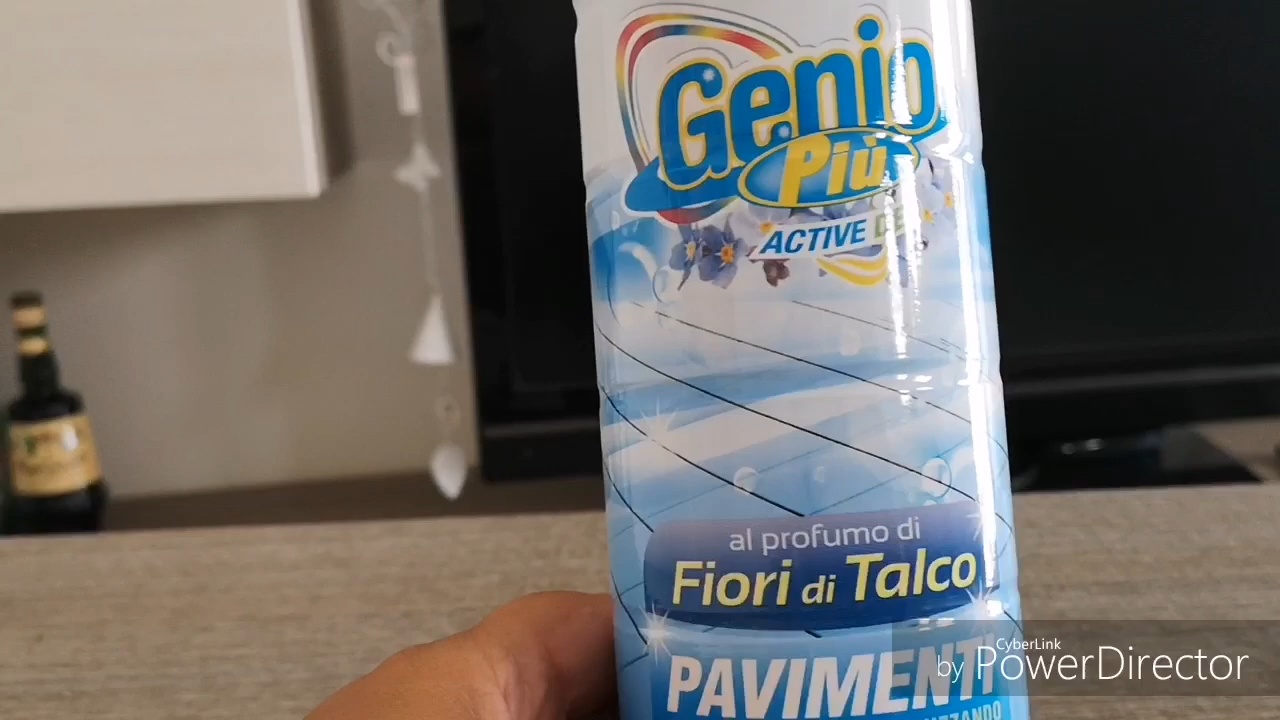 Genio
Più
ACTIVE
al profumo di
Fiori di Talco
PAVIMENTI
CyberLink
by PowerDirector